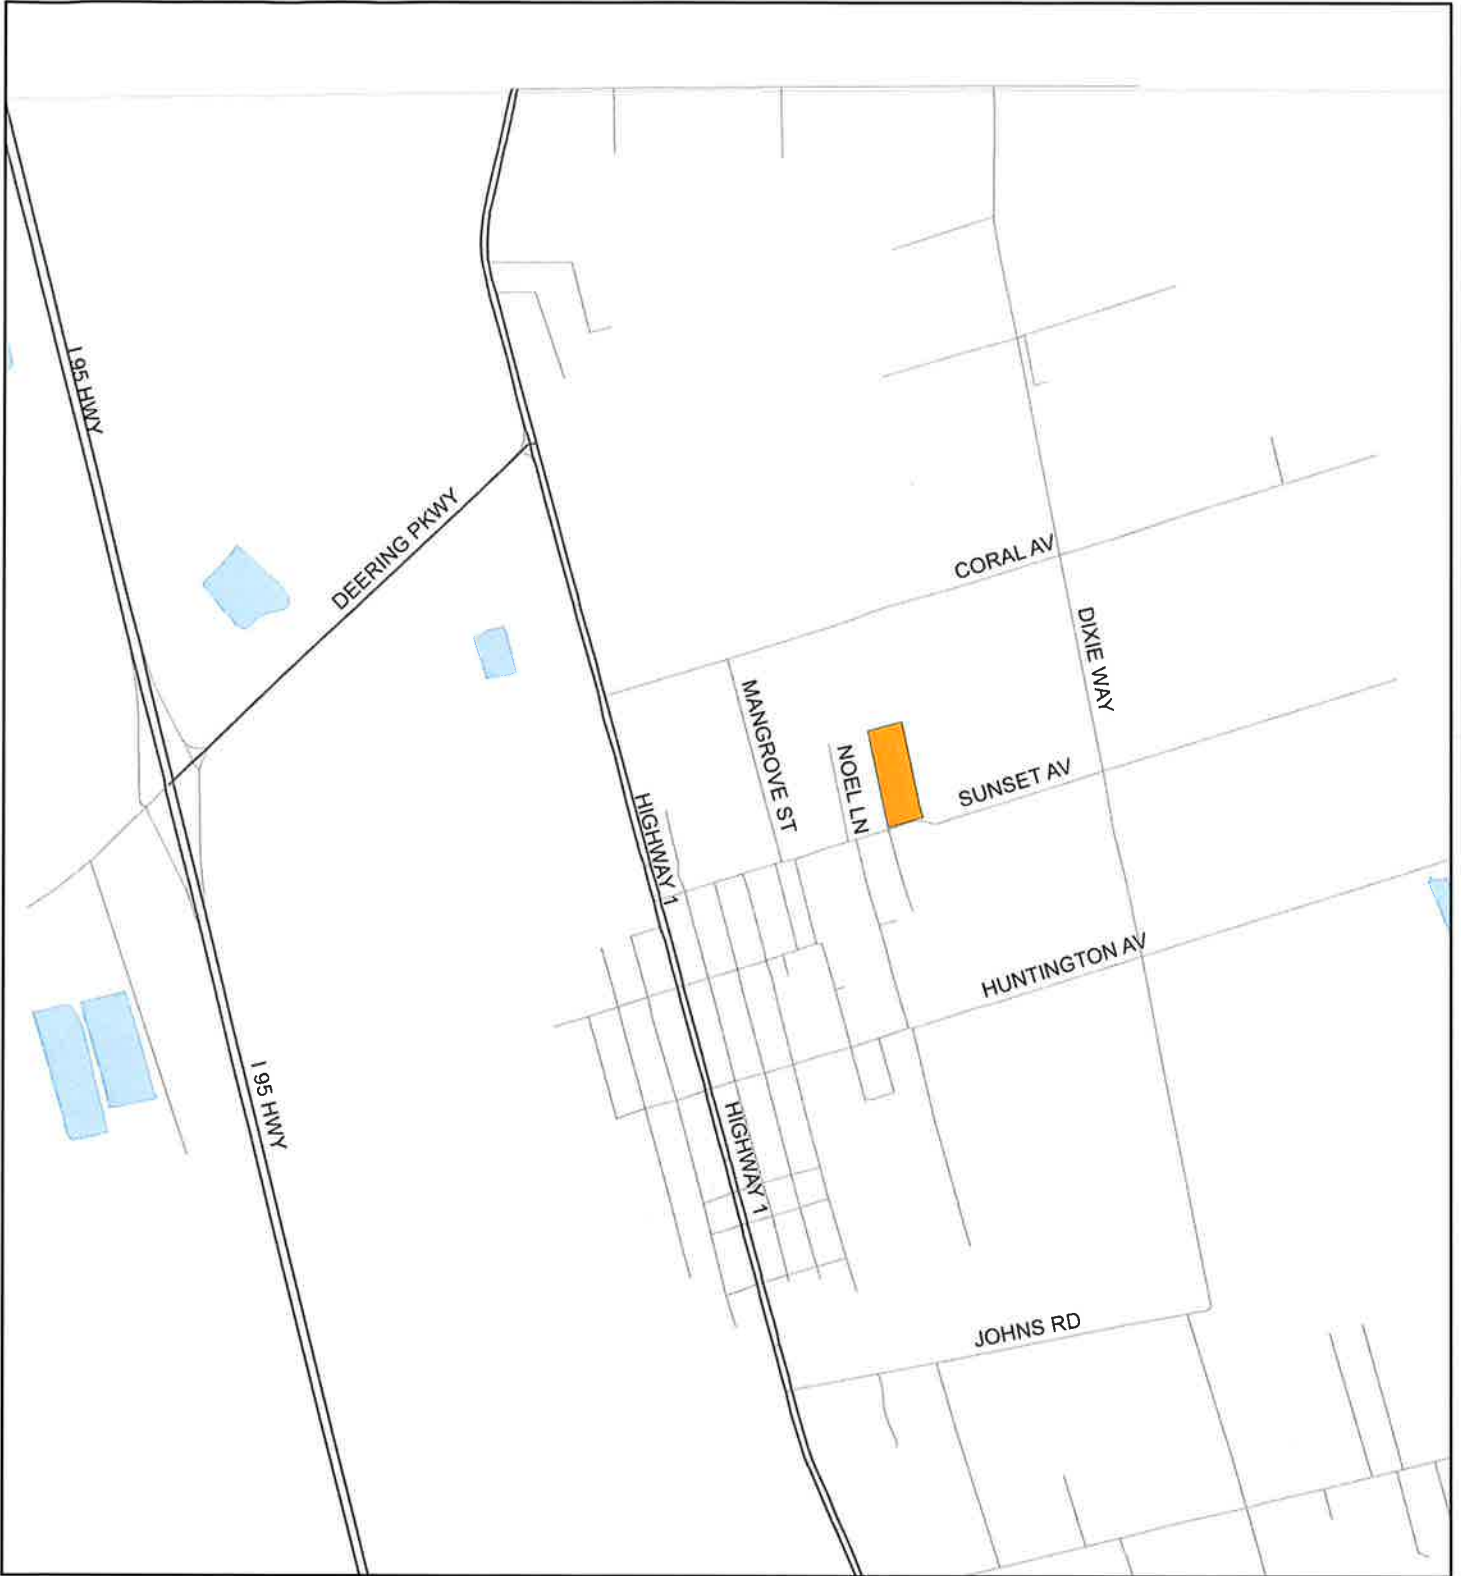 I 95 HWY
DEERING PKWY
CORAL AV
DIXIE WAY
MANGROVE ST
NOEL LN
SUNSET AV
HIGHWAY 1
HUNTINGTON AV
I 95 HWY
HIGHWAY 1
JOHNS RD